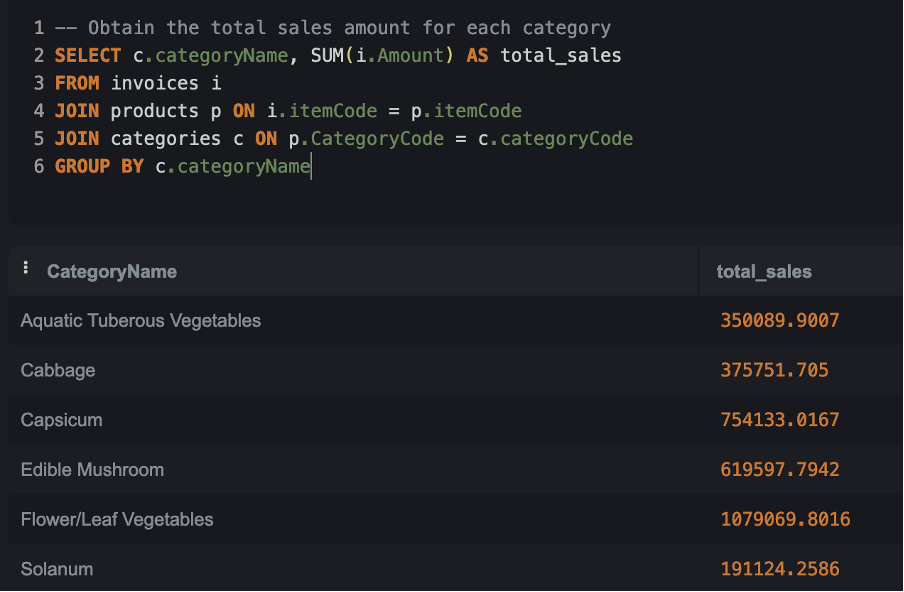 1 -- Obtain the total sales amount for each category
2 SELECT c.categoryName, SUM(i.Amount) AS total_sales
3 FROM invoices i
4 JOIN products p ON i.itemCode = p.itemCode
5 JOIN categories c ON p.CategoryCode = c.categoryCode
6 GROUP BY c.categoryName
CategoryName total_sales
Aquatic Tuberous Vegetables 350089.9007
Cabbage 375751.705
Capsicum 754133.0167
Edible Mushroom 619597.7942
Flower/Leaf Vegetables 1079069.8016
Solanum 191124.2586